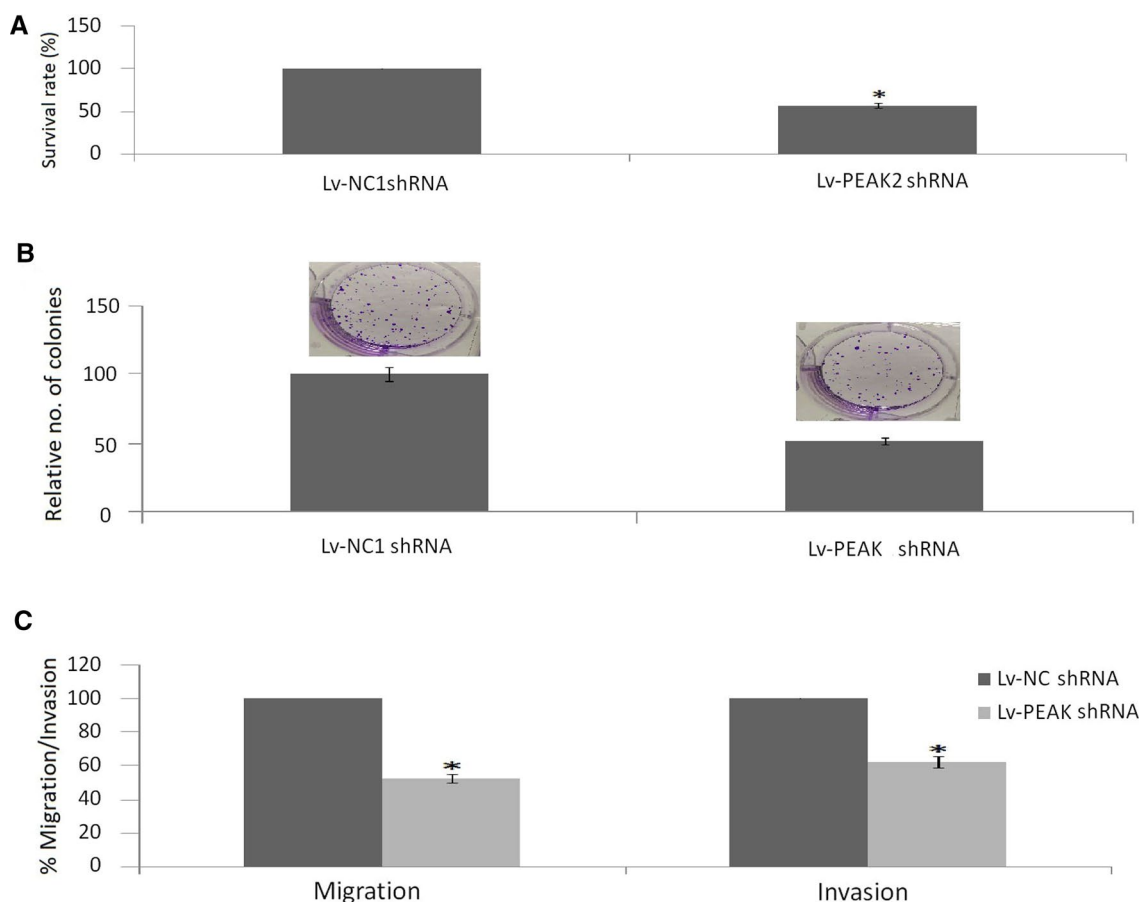 A
Survival rate (%)
150
100
50
0
*
Lv-NC1shRNA
Lv-PEAK2 shRNA
B
Relative no. of colonies
150
100
50
0
Lv-NC1 shRNA
Lv-PEAK shRNA
C
% Migration/Invasion
120
100
80
60
40
20
0
*
*
Lv-NC shRNA
Lv-PEAK shRNA
Migration
Invasion